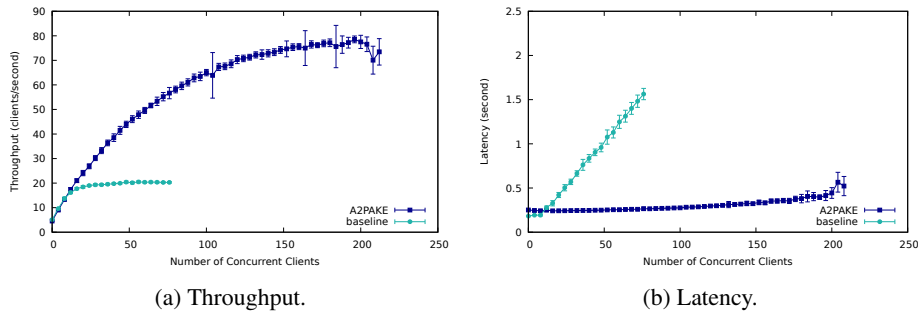 90
80
70
60
50
40
30
20
10
0
Throughput (clients/second)
0 50 100 150 200 250
Number of Concurrent Clients
A2PAKE
baseline
(a) Throughput.
2.5
2
1.5
1
0.5
0
Latency (second)
0 50 100 150 200 250
Number of Concurrent Clients
A2PAKE
baseline
(b) Latency.